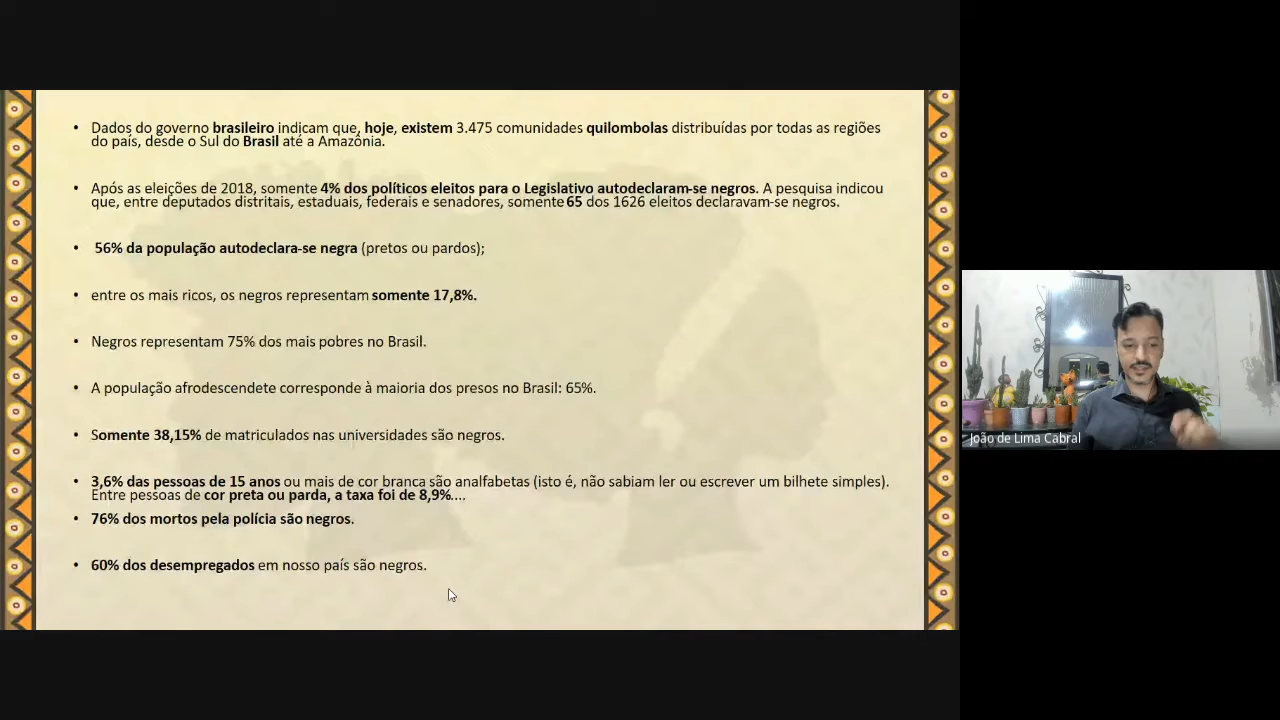 • Dados do governo brasileiro indicam que, hoje, existem 3.475 comunidades quilombolas distribuídas por todas as regiões
do país, desde o Sul do Brasil até a Amazônia.
• Após as eleições de 2018, somente 4% dos políticos eleitos para o Legislativo autodeclaram-se negros. A pesquisa indicou
que, entre deputados distritais, estaduais, federais e senadores, somente 65 dos 1626 eleitos declaravam-se negros.
• 56% da população autodeclara-se negra (pretos ou pardos);
• entre os mais ricos, os negros representam somente 17,8%.
• Negros representam 75% dos mais pobres no Brasil.
• A população afrodescendete corresponde à maioria dos presos no Brasil: 65%.
• Somente 38,15% de matriculados nas universidades são negros.
• 3,6% das pessoas de 15 anos ou mais de cor branca são analfabetas (isto é, não sabiam ler ou escrever um bilhete simples).
Entre pessoas de cor preta ou parda, a taxa foi de 8,9%....
• 76% dos mortos pela polícia são negros.
• 60% dos desempregados em nosso país são negros.
João de Lima Cabral